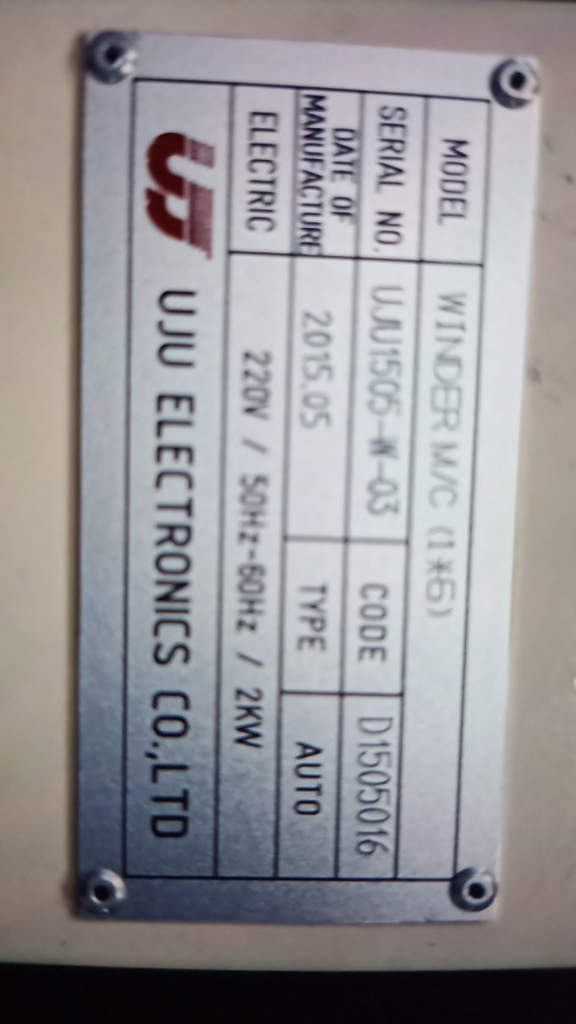 MODEL WINDER M/C (1*6)
SERIAL NO. UJU1505-W-03 CODE D1505016
DATE OF
MANUFACTURE 2015.05 TYPE AUTO
ELECTRIC 220V / 50Hz-60Hz / 2KW
UJU ELECTRONICS CO.,LTD